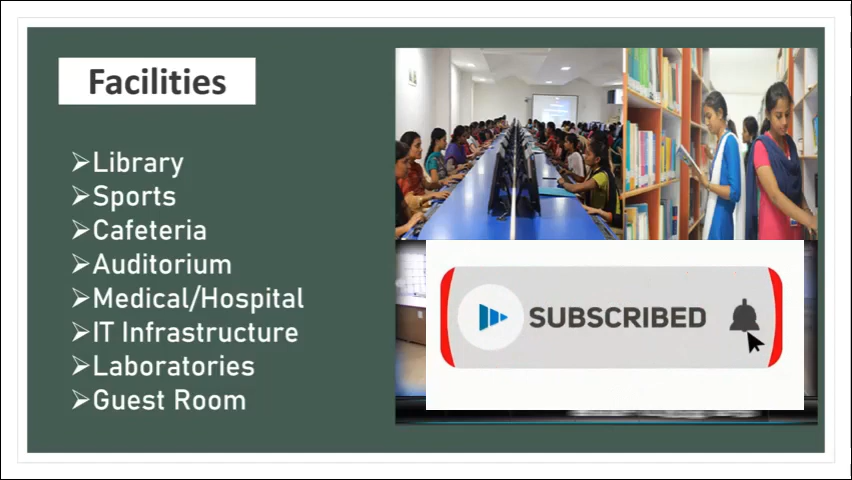 Facilities
➢Library
➢Sports
➢Cafeteria
➢Auditorium
➢Medical/Hospital
➢IT Infrastructure
➢Laboratories
➢Guest Room
SUBSCRIBED